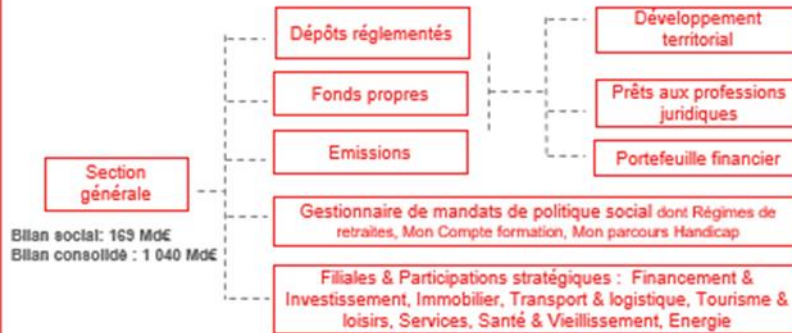 Dépôts réglementés
Fonds propres
Emissions
Développement
territorial
Prêts aux professions
juridiques
Portefeuille financier
Section
générale
Bilan social: 169 Md€
Bilan consolidé : 1 040 Md€
Gestionnaire de mandats de politique social dont Régimes de
retraites, Mon Compte formation, Mon parcours Handicap
Filiales & Participations stratégiques : Financement &
Investissement, Immobilier, Transport & logistique, Tourisme &
loisirs, Services, Santé & Vieillissement, Energie